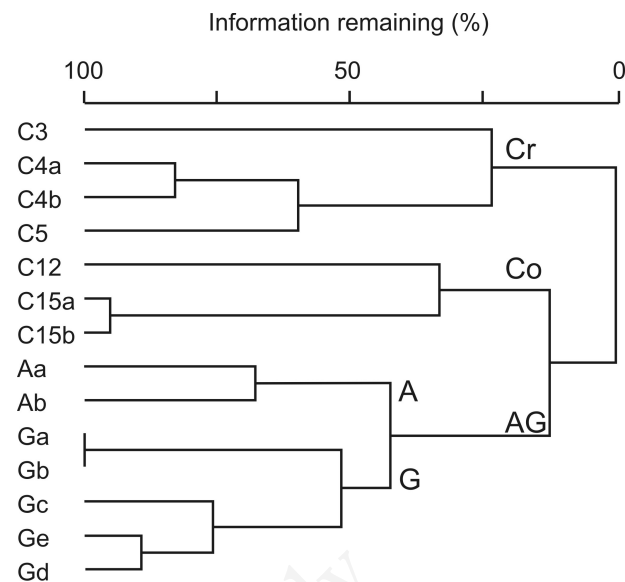 Information remaining (%)
100 50 0
C3
Cr
C4a
C4b
C5
C12
Co
C15a
C15b
Aa
A
Ab
AG
Ga
Gb
G
Gc
Ge
Gd